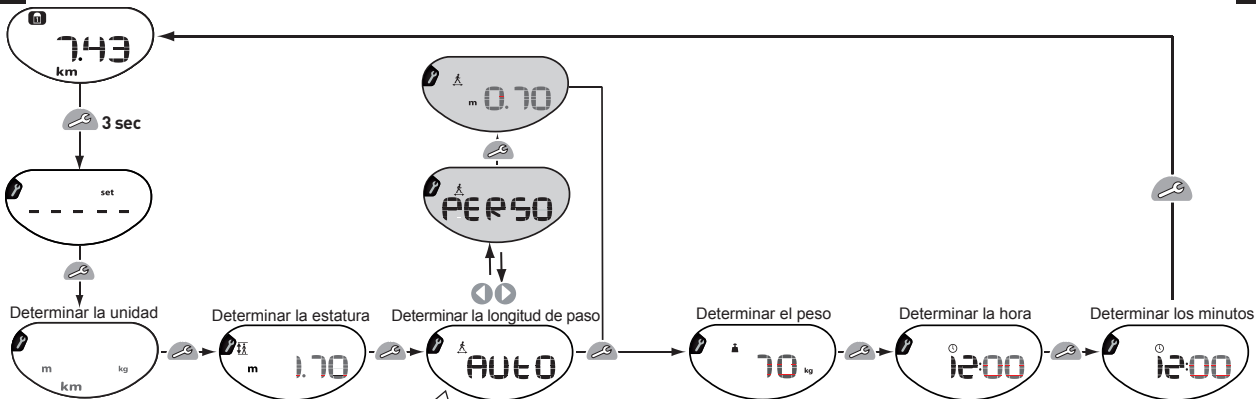 7.43
km
3 sec
set
- - - - -
m 0.70
PERSO
Determinar la unidad
m kg
km
Determinar la estatura
m 1.70
Determinar la longitud de paso
AUTO
Determinar el peso
70 kg
Determinar la hora
12:00
Determinar los minutos
12:00